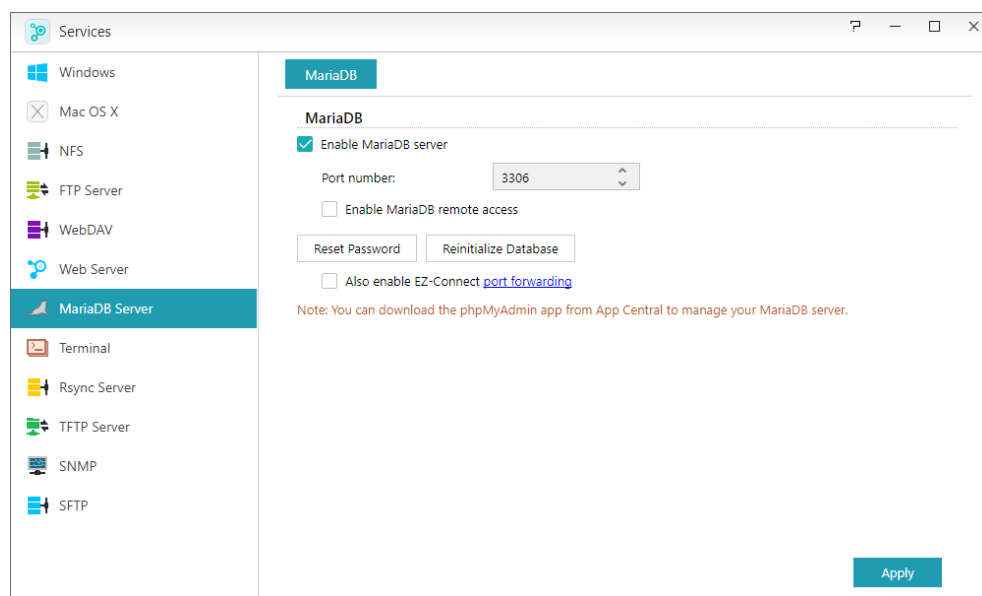 Services
Windows
Mac OS X
NFS
FTP Server
WebDAV
Web Server
MariaDB Server
Terminal
Rsync Server
TFTP Server
SNMP
SFTP
MariaDB
MariaDB
Enable MariaDB server
Port number: 3306
Enable MariaDB remote access
Reset Password Reinitialize Database
Also enable EZ-Connect port forwarding
Note: You can download the phpMyAdmin app from App Central to manage your MariaDB server.
Apply